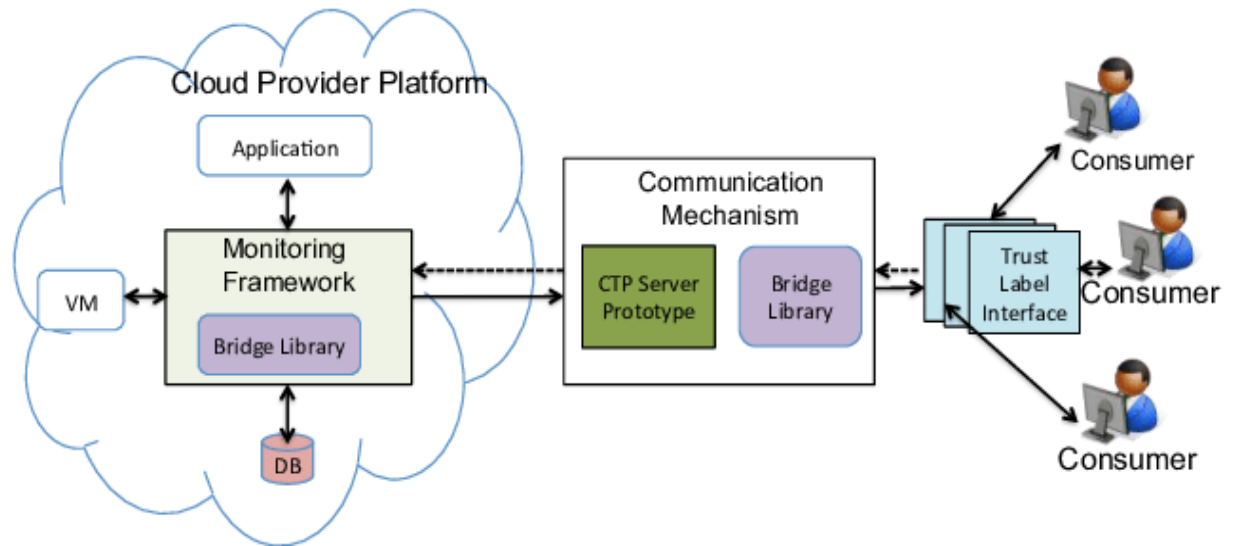 Cloud Provider Platform
Application
Monitoring
Framework
VM
Bridge Library
DB
Communication
Mechanism
CTP Server
Prototype
Bridge
Library
Trust
Label
Interface
Consumer
Consumer
Consumer